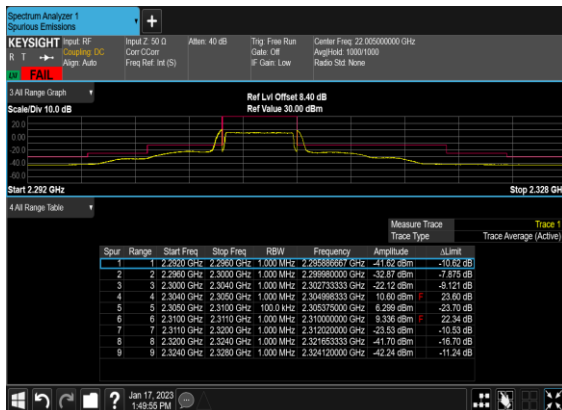 Spectrum Analyzer 1
Spurious Emissions
+
KEYSIGHT Input: RF Input Z: 50 Ω Atten: 40 dB Trig: Free Run Center Freq: 22.005000000 GHz
R T Coupling: DC Corr CCorr Gate: Off Avg|Hold: 1000/1000
Align: Auto Freq Ref: Int (S) IF Gain: Low Radio Std: None
FAIL
3 All Range Graph
Ref Lvl Offset 8.40 dB
Scale/Div 10.0 dB Ref Value 30.00 dBm
20.0
0.00
-20.0
-40.0
-60.0
Start 2.292 GHz Stop 2.328 GH
4 All Range Table
Measure Trace Trace 1
Trace Type Trace Average (Active)
Spur Range Start Freq Stop Freq RBW Frequency Amplitude ΔLimit
1 1 2.2920 GHz 2.2960 GHz 1.000 MHz 2.295886667 GHz -41.62 dBm -10.62 dB
2 2 2.2960 GHz 2.3000 GHz 1.000 MHz 2.299980000 GHz -32.87 dBm -7.875 dB
3 3 2.3000 GHz 2.3040 GHz 1.000 MHz 2.302733333 GHz -22.12 dBm -9.121 dB
4 4 2.3040 GHz 2.3050 GHz 1.000 MHz 2.304998333 GHz 10.60 dBm F 23.60 dB
5 5 2.3050 GHz 2.3100 GHz 100.0 kHz 2.305375000 GHz 6.299 dBm -23.70 dB
6 6 2.3100 GHz 2.3110 GHz 1.000 MHz 2.310000000 GHz 9.336 dBm F 22.34 dB
7 7 2.3110 GHz 2.3200 GHz 1.000 MHz 2.312020000 GHz -23.53 dBm -10.53 dB
8 8 2.3200 GHz 2.3240 GHz 1.000 MHz 2.321653333 GHz -41.70 dBm -16.70 dB
9 9 2.3240 GHz 2.3280 GHz 1.000 MHz 2.324120000 GHz -42.24 dBm -11.24 dB
? Jan 17, 2023
1:49:55 PM